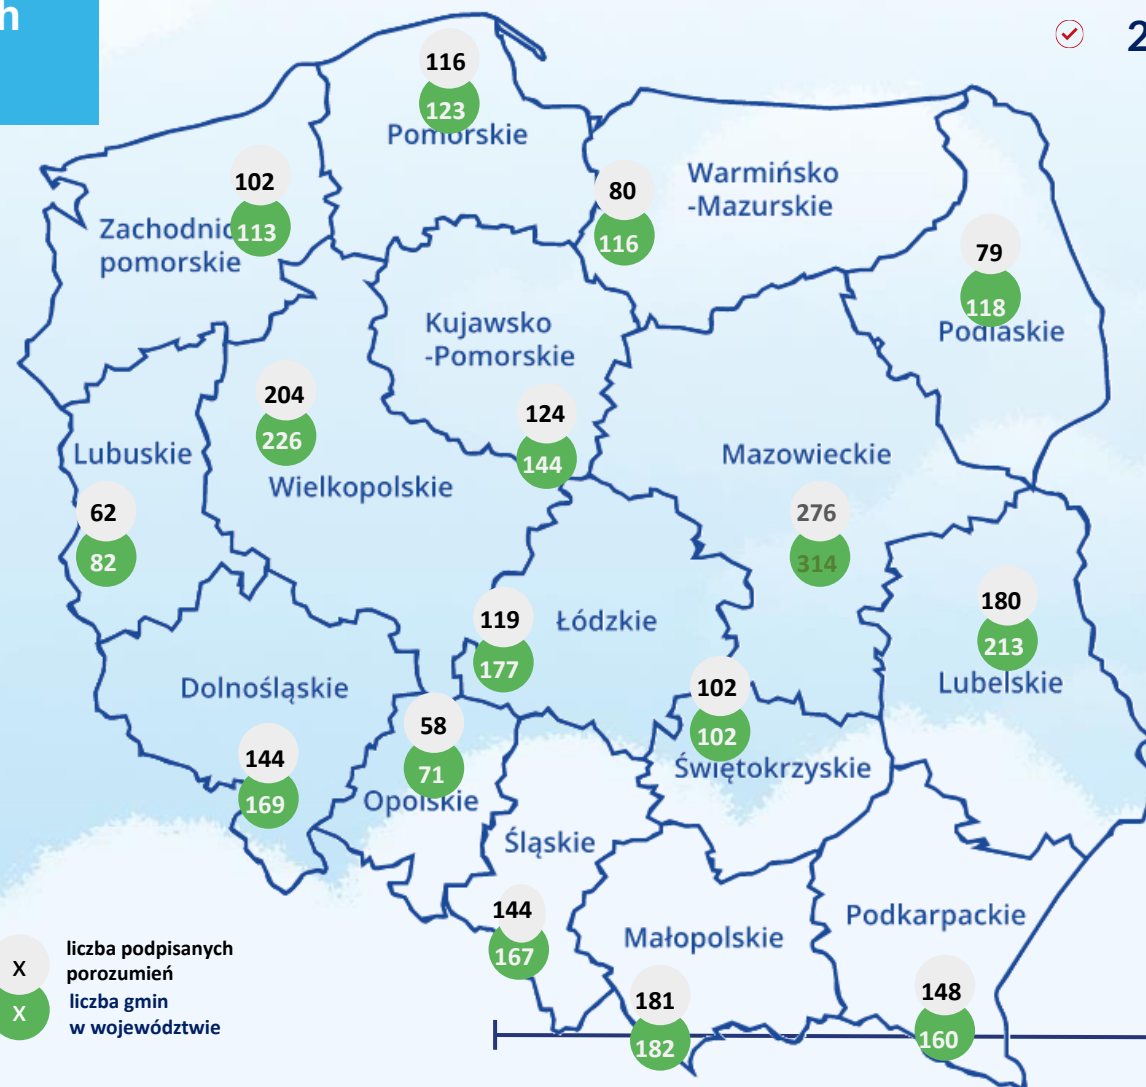 h
2
116
123
Pomorskie
102
113
Zachodnio
pomorskie
80
116
Warmińsko
-Mazurskie
79
118
Podlaskie
Kujawsko
-Pomorskie
124
144
204
226
Wielkopolskie
Lubuskie
62
82
Mazowieckie
276
314
119
177
Łódzkie
180
213
Lubelskie
Dolnośląskie
144
169
58
71
Opolskie
102
102
Świętokrzyskie
Śląskie
144
167
Małopolskie
181
182
Podkarpackie
148
160
X
liczba podpisanych
porozumień
X
liczba gmin
w województwie